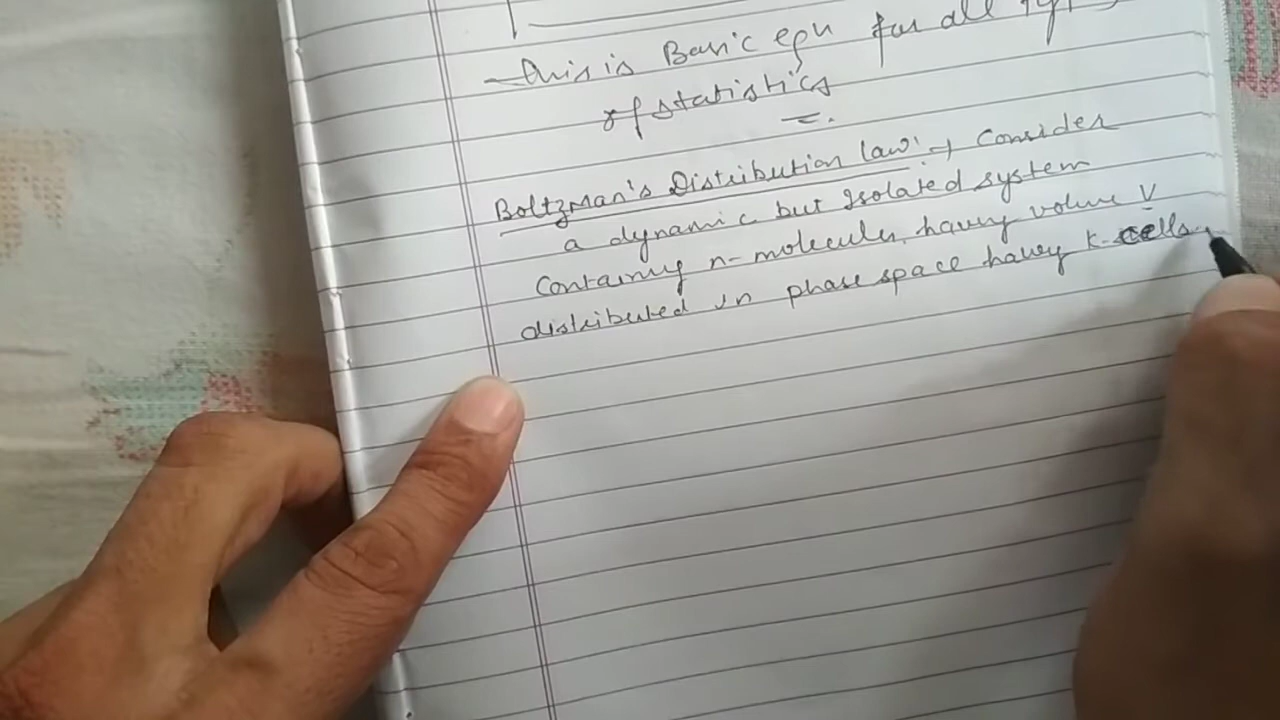 - this is Basic eqn for all
of statistics
Boltzman's Distribution law:→ Consider
a dynamic but Isolated system
Containing n-molecules, having volume V
distributed in phase space having K-cells.